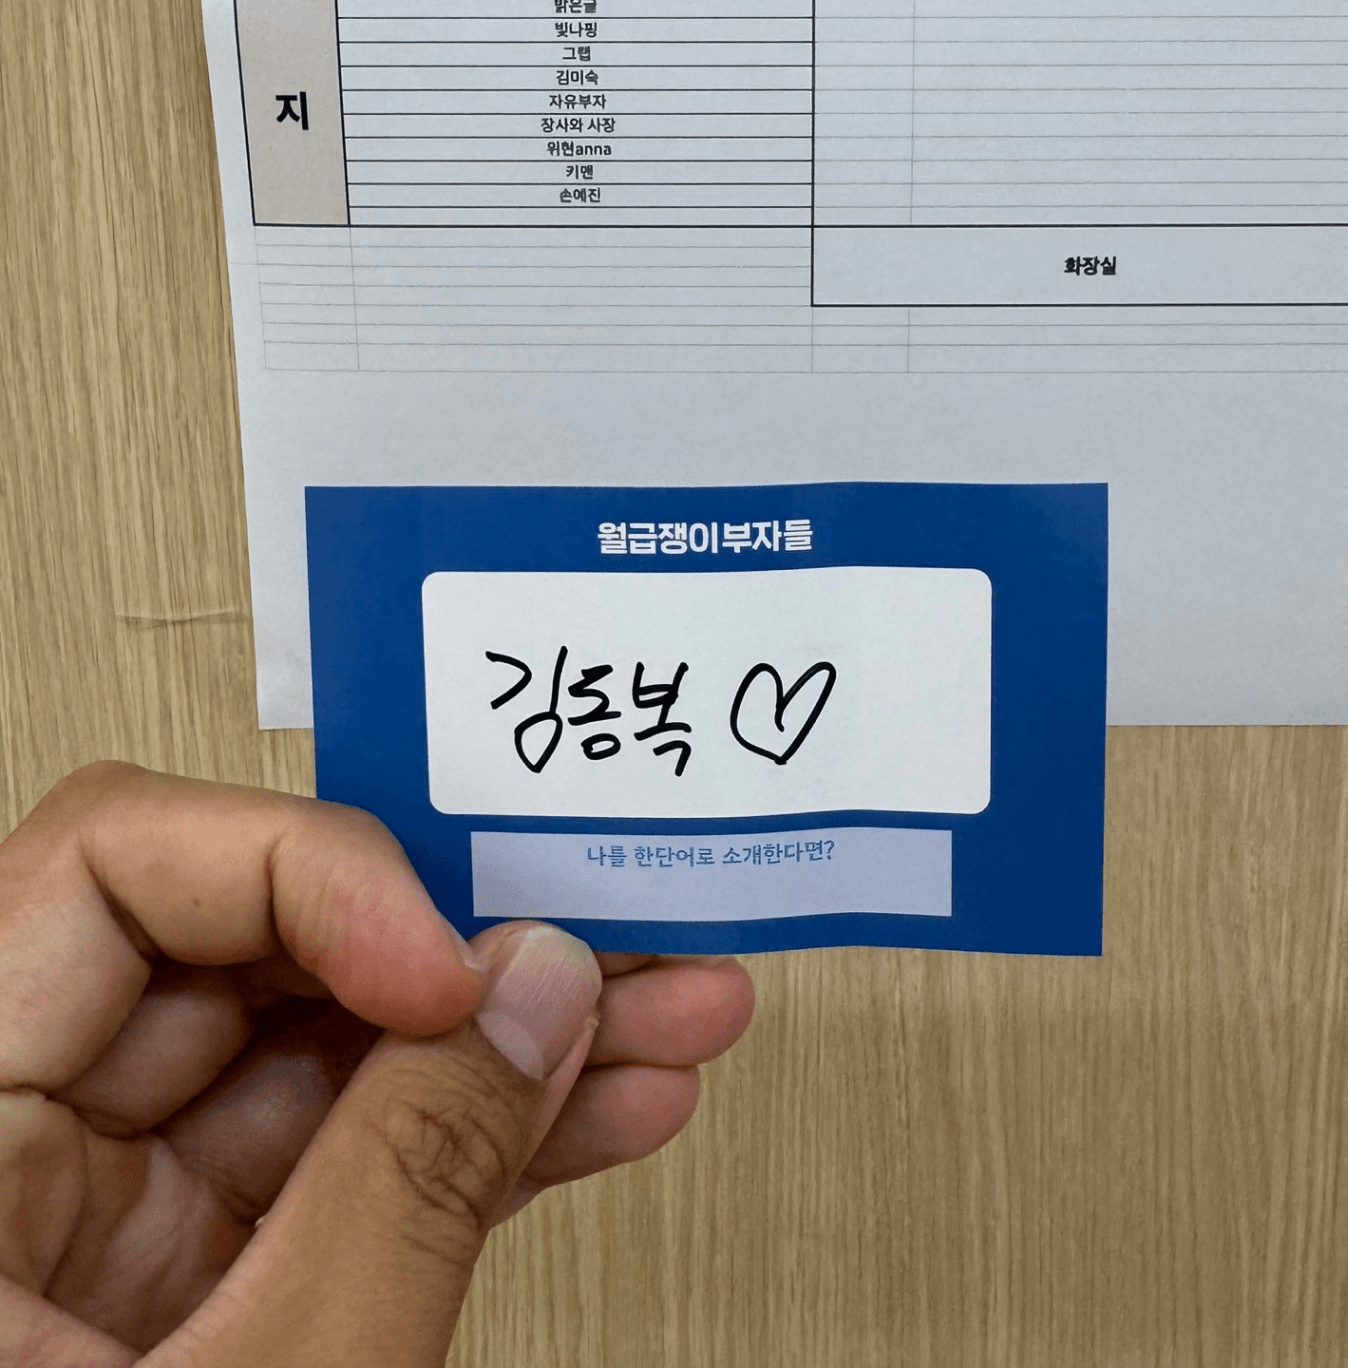 밝은글
빛나핑
그랩
김미숙
자유부자
장사와 사장
위현anna
키맨
손예진
지
화장실
월급쟁이부자들
김동복 ♡
나를 한단어로 소개한다면?